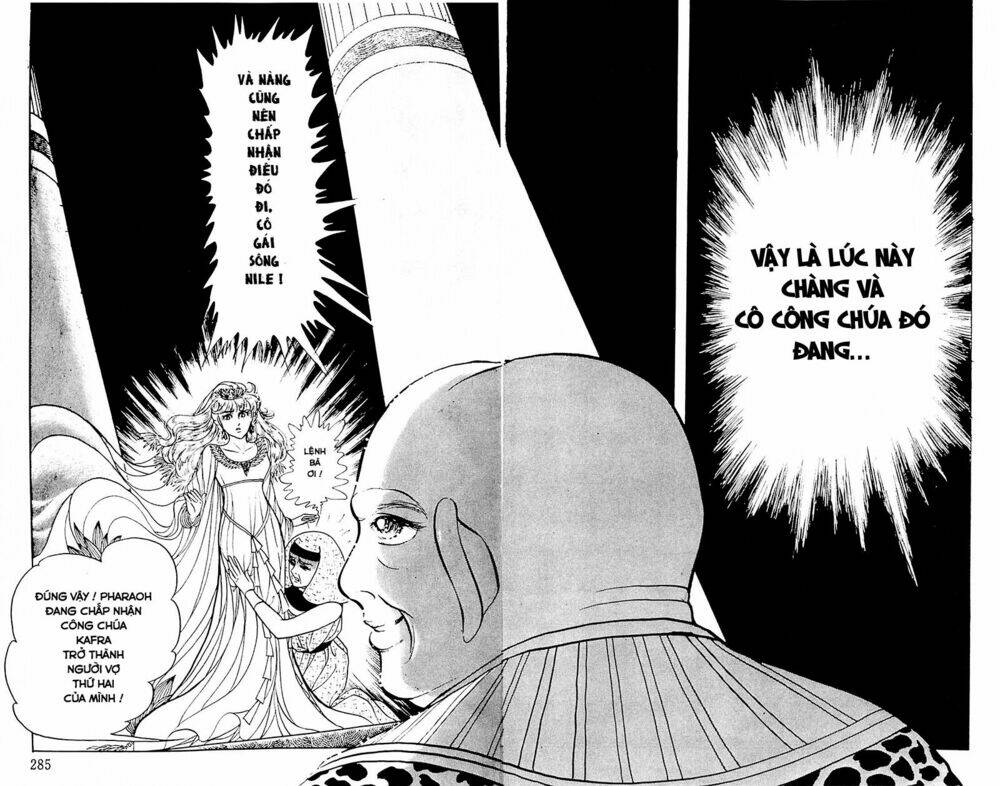 VẬY LÀ LÚC NÀY
CHÀNG VÀ
CÔ CÔNG CHÚA ĐÓ
ĐANG...
VÀ NÀNG
CŨNG
NÊN
CHẤP
NHẬN
ĐIỀU
ĐÓ
ĐI,
CÔ
GÁI
SÔNG
NILE !
LỆNH
BÀ
ƠI !
ĐÚNG VẬY ! PHARAOH
ĐANG CHẤP NHẬN
CÔNG CHÚA
KAFRA
TRỞ THÀNH
NGƯỜI VỢ
THỨ HAI
CỦA MÌNH !
285